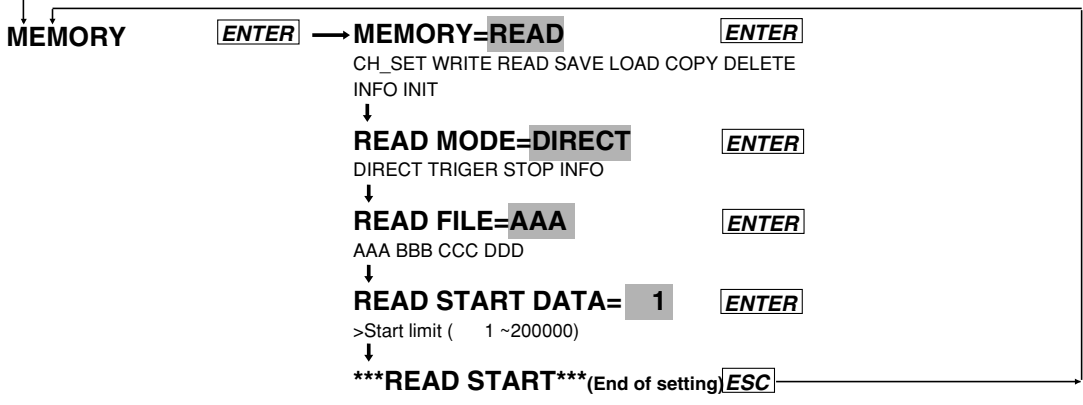 MEMORY ENTER MEMORY=READ ENTER
CH_SET WRITE READ SAVE LOAD COPY DELETE
INFO INIT
READ MODE=DIRECT ENTER
DIRECT TRIGER STOP INFO
READ FILE=AAA ENTER
AAA BBB CCC DDD
READ START DATA= 1 ENTER
>Start limit ( 1 ~200000)
***READ START***(End of setting) ESC